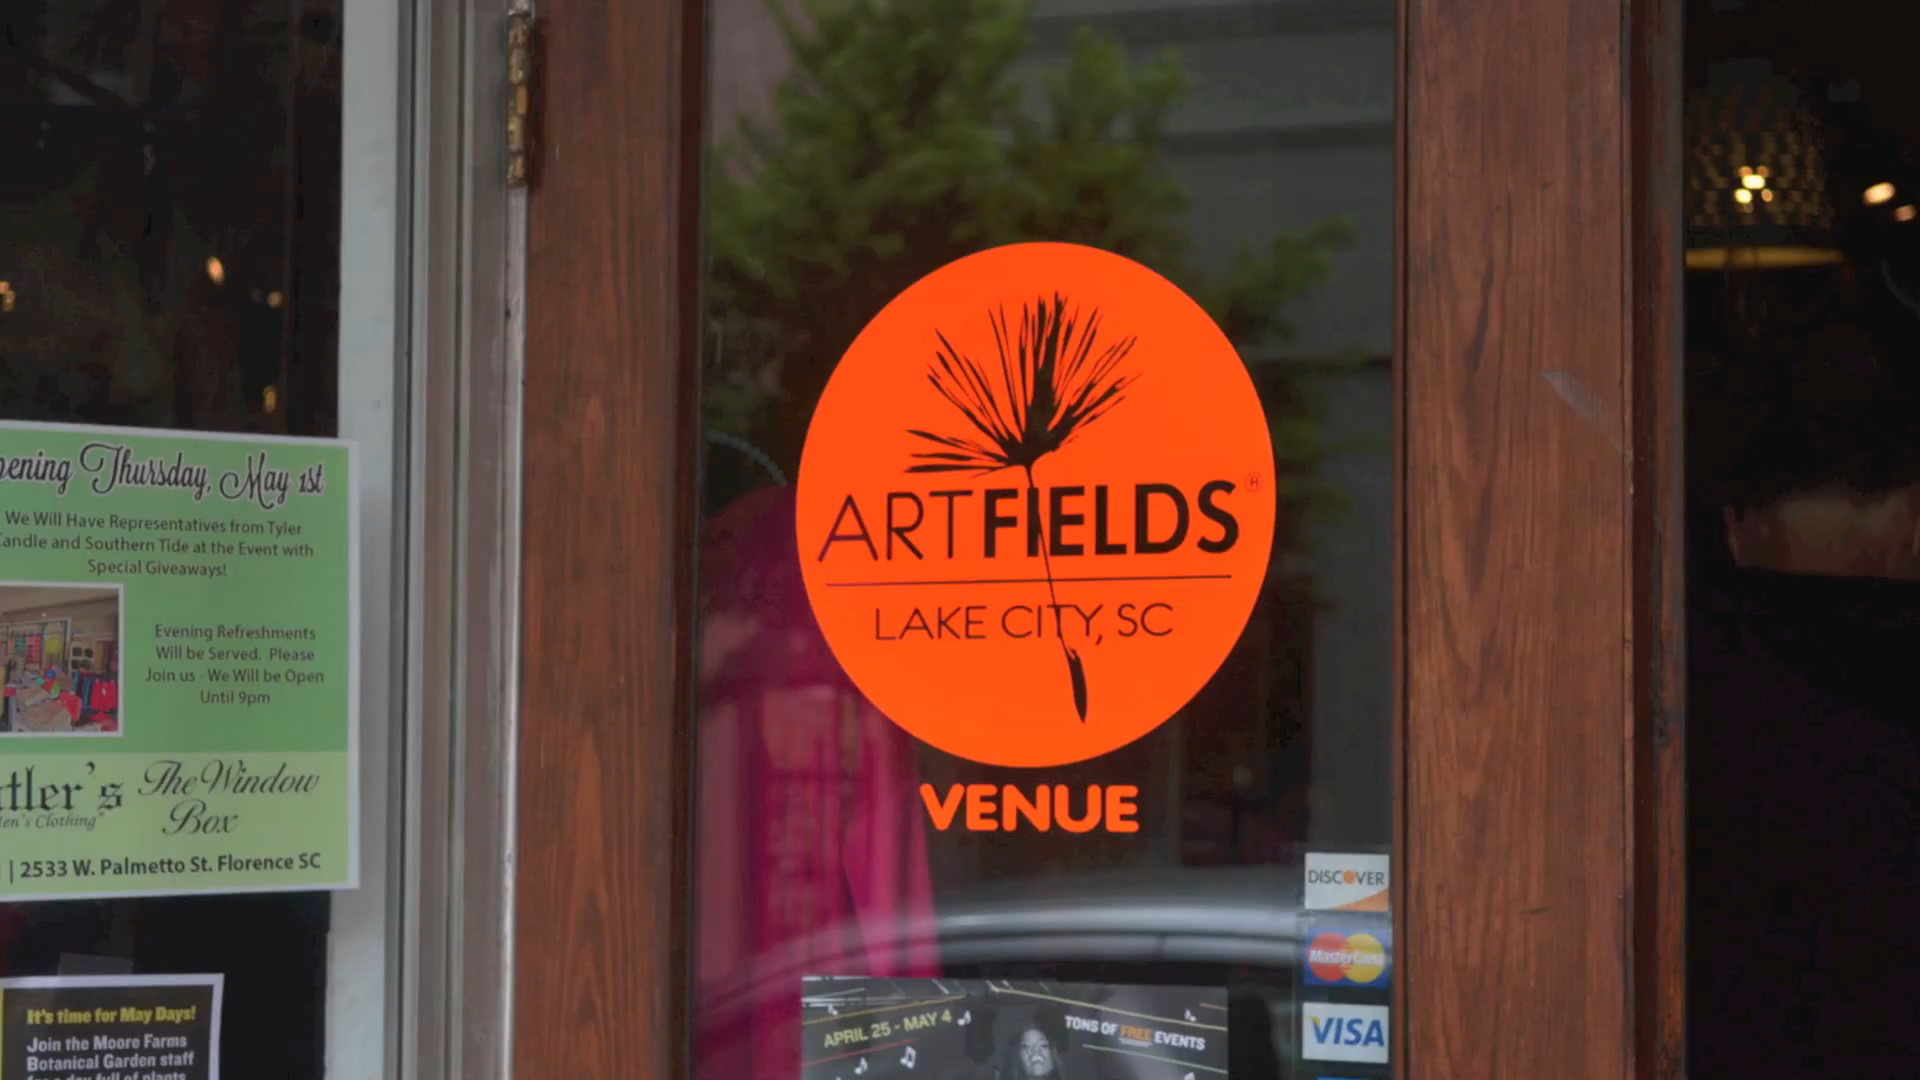 Thursday, May 1st
We Will Have Representatives from Tyler
and Southern Tide at the Event with
Special Giveaways!
Evening Refreshments
Will be Served. Please
Join us - We Will be Open
Until 9pm
The Window
Box
| 2533 W. Palmetto St. Florence SC
It's time for May Days!
Join the Moore Farms
Botanical Garden staff
ARTFIELDS®
LAKE CITY, SC
VENUE
DISCOVER
MasterCard
VISA
APRIL 25 - MAY 4
TONS OF FREE EVENTS